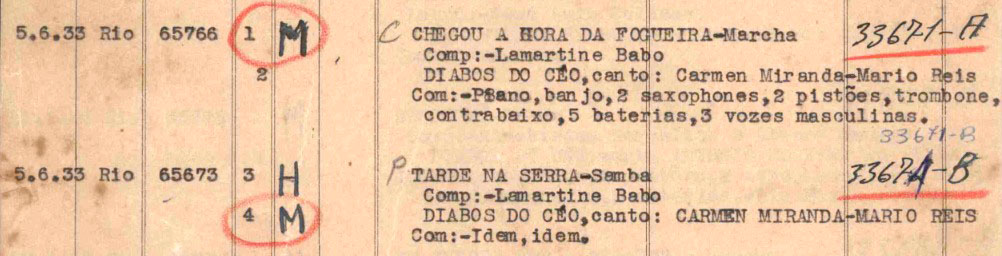 5.6.33 Rio 65766 1 M C CHEGOU A HORA DA FOGUEIRA-Marcha 33671-A
Comp:-Lamartine Babo
2 DIABOS DO CÉO,canto: Carmen Miranda-Mario Reis
Com:-Piano,banjo,2 saxophones,2 pistões,trombone,
contrabaixo,5 baterias,3 vozes masculinas.
33671-B
5.6.33 Rio 65673 3 H P TARDE NA SERRA-Samba 33671-B
Comp:-Lamartine Babo
4 M DIABOS DO CÉO,canto: CARMEN MIRANDA-MARIO REIS
Com:-Idem,idem.